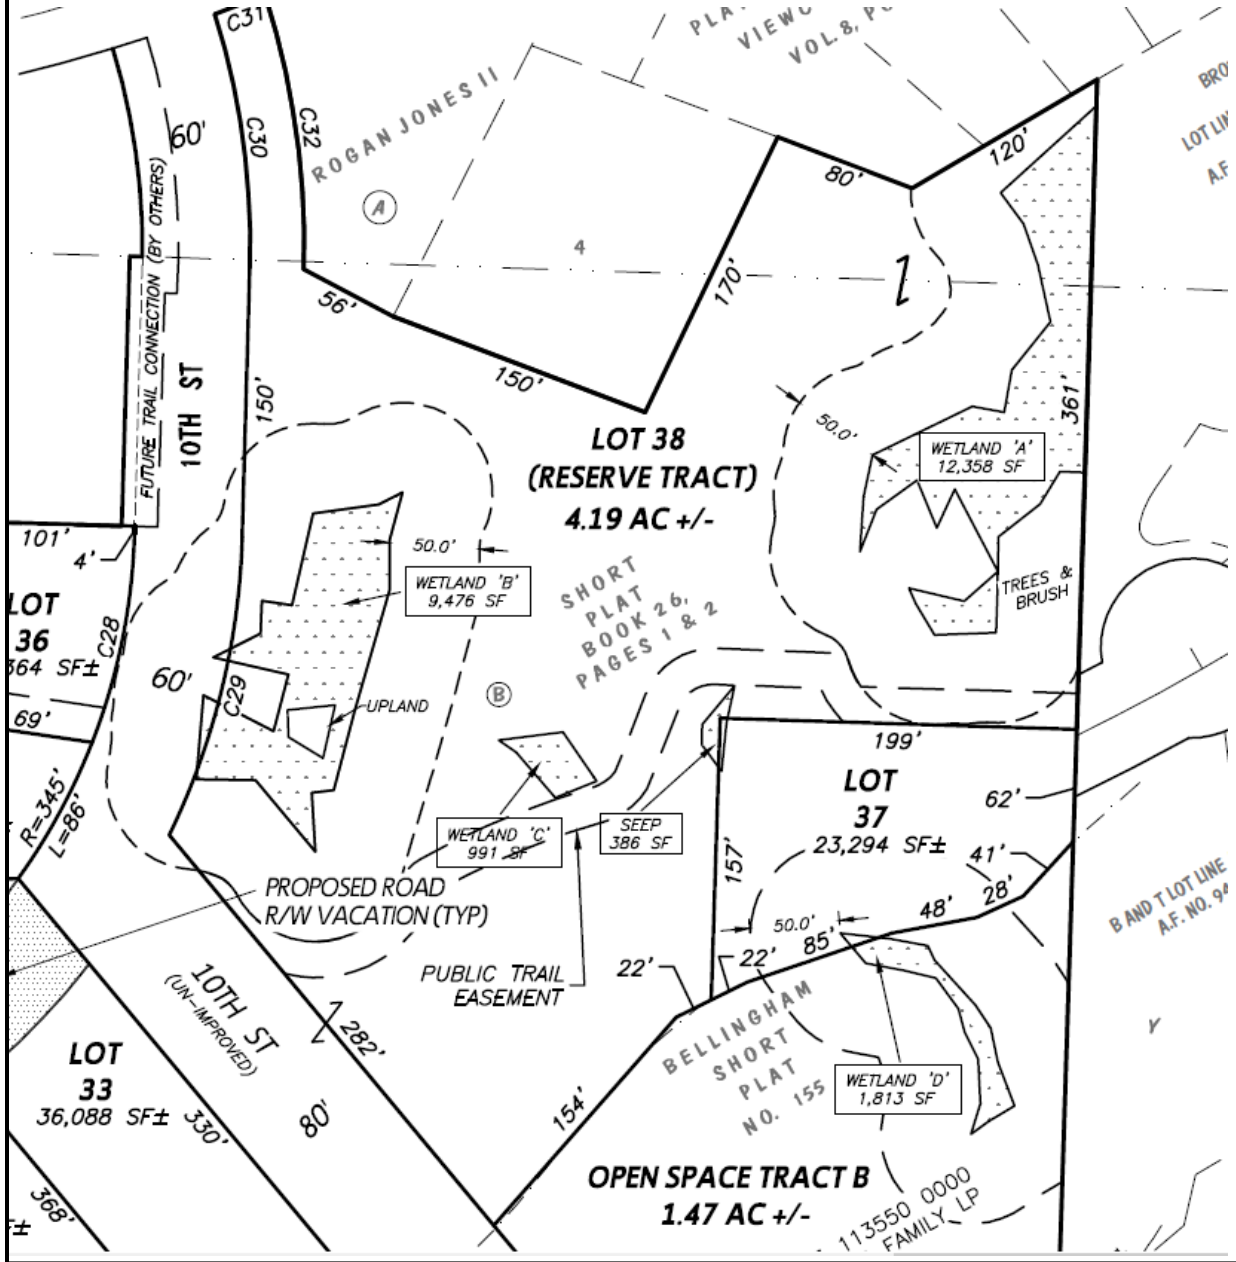 C31
C30
C32
60'
ROGAN JONES II
A
4
VOL. 8,
120'
80'
LOT
A.F.
FUTURE TRAIL CONNECTION (BY OTHERS)
10TH ST
56'
150'
150'
170'
361'
50.0'
WETLAND 'A'
12,358 SF
LOT 38
(RESERVE TRACT)
4.19 AC +/-
101'
4'
50.0'
WETLAND 'B'
9,476 SF
SHORT
PLAT
BOOK 26,
PAGES 1 & 2
TREES &
BRUSH
LOT
36
364 SF±
C28
60'
C29
UPLAND
B
69'
199'
R=345'
L=86'
LOT
37
23,294 SF±
62'
WETLAND 'C'
991 SF
SEEP
386 SF
157'
41'
28'
48'
50.0'
85'
22'
22'
PROPOSED ROAD
R/W VACATION (TYP)
B AND T LOT LINE
A.F. NO. 94
PUBLIC TRAIL
EASEMENT
10TH ST
(UN-IMPROVED)
282'
BELLINGHAM
SHORT
PLAT
NO. 155
Y
LOT
33
36,088 SF±
330'
80'
154'
WETLAND 'D'
1,813 SF
OPEN SPACE TRACT B
1.47 AC +/-
368'
113550 0000
FAMILY LP